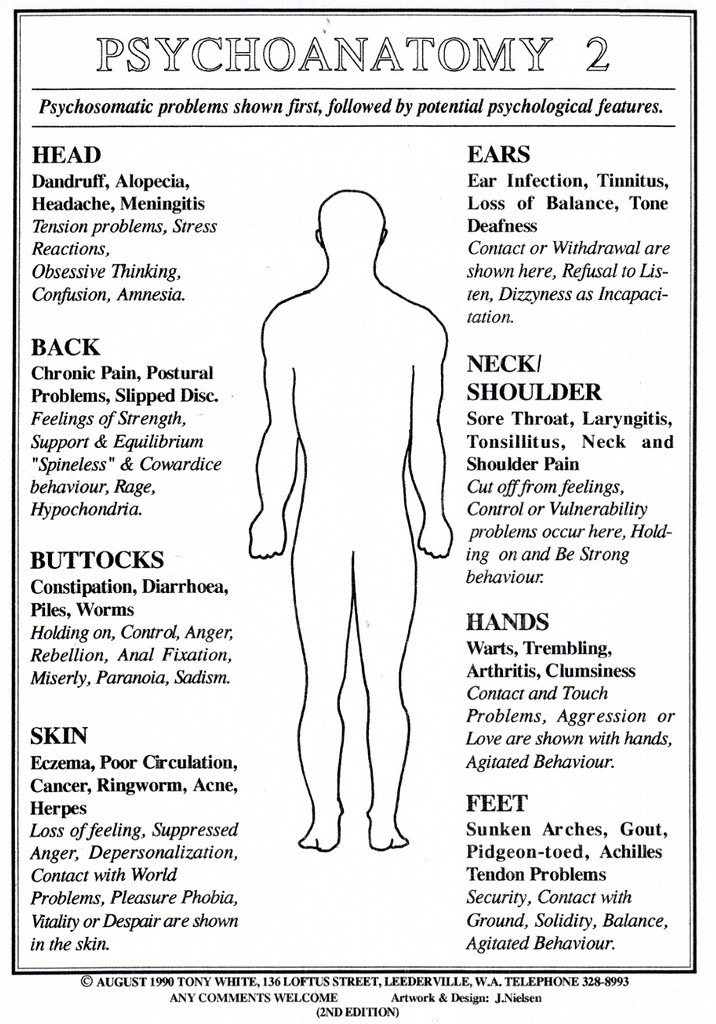 PSYCHOANATOMY 2
Psychosomatic problems shown first, followed by potential psychological features.
HEAD
Dandruff, Alopecia,
Headache, Meningitis
Tension problems, Stress
Reactions,
Obsessive Thinking,
Confusion, Amnesia.
BACK
Chronic Pain, Postural
Problems, Slipped Disc.
Feelings of Strength,
Support & Equilibrium
"Spineless" & Cowardice
behaviour, Rage,
Hypochondria.
BUTTOCKS
Constipation, Diarrhoea,
Piles, Worms
Holding on, Control, Anger,
Rebellion, Anal Fixation,
Miserly, Paranoia, Sadism.
SKIN
Eczema, Poor Circulation,
Cancer, Ringworm, Acne,
Herpes
Loss of feeling, Suppressed
Anger, Depersonalization,
Contact with World
Problems, Pleasure Phobia,
Vitality or Despair are shown
in the skin.
EARS
Ear Infection, Tinnitus,
Loss of Balance, Tone
Deafness
Contact or Withdrawal are
shown here, Refusal to Lis-
ten, Dizzyness as Incapaci-
tation.
NECK/
SHOULDER
Sore Throat, Laryngitis,
Tonsillitus, Neck and
Shoulder Pain
Cut off from feelings,
Control or Vulnerability
problems occur here, Hold-
ing on and Be Strong
behaviour.
HANDS
Warts, Trembling,
Arthritis, Clumsiness
Contact and Touch
Problems, Aggression or
Love are shown with hands,
Agitated Behaviour.
FEET
Sunken Arches, Gout,
Pidgeon-toed, Achilles
Tendon Problems
Security, Contact with
Ground, Solidity, Balance,
Agitated Behaviour.
© AUGUST 1990 TONY WHITE, 136 LOFTUS STREET, LEEDERVILLE, W.A. TELEPHONE 328-8993
ANY COMMENTS WELCOME Artwork & Design: J.Nielsen
(2ND EDITION)